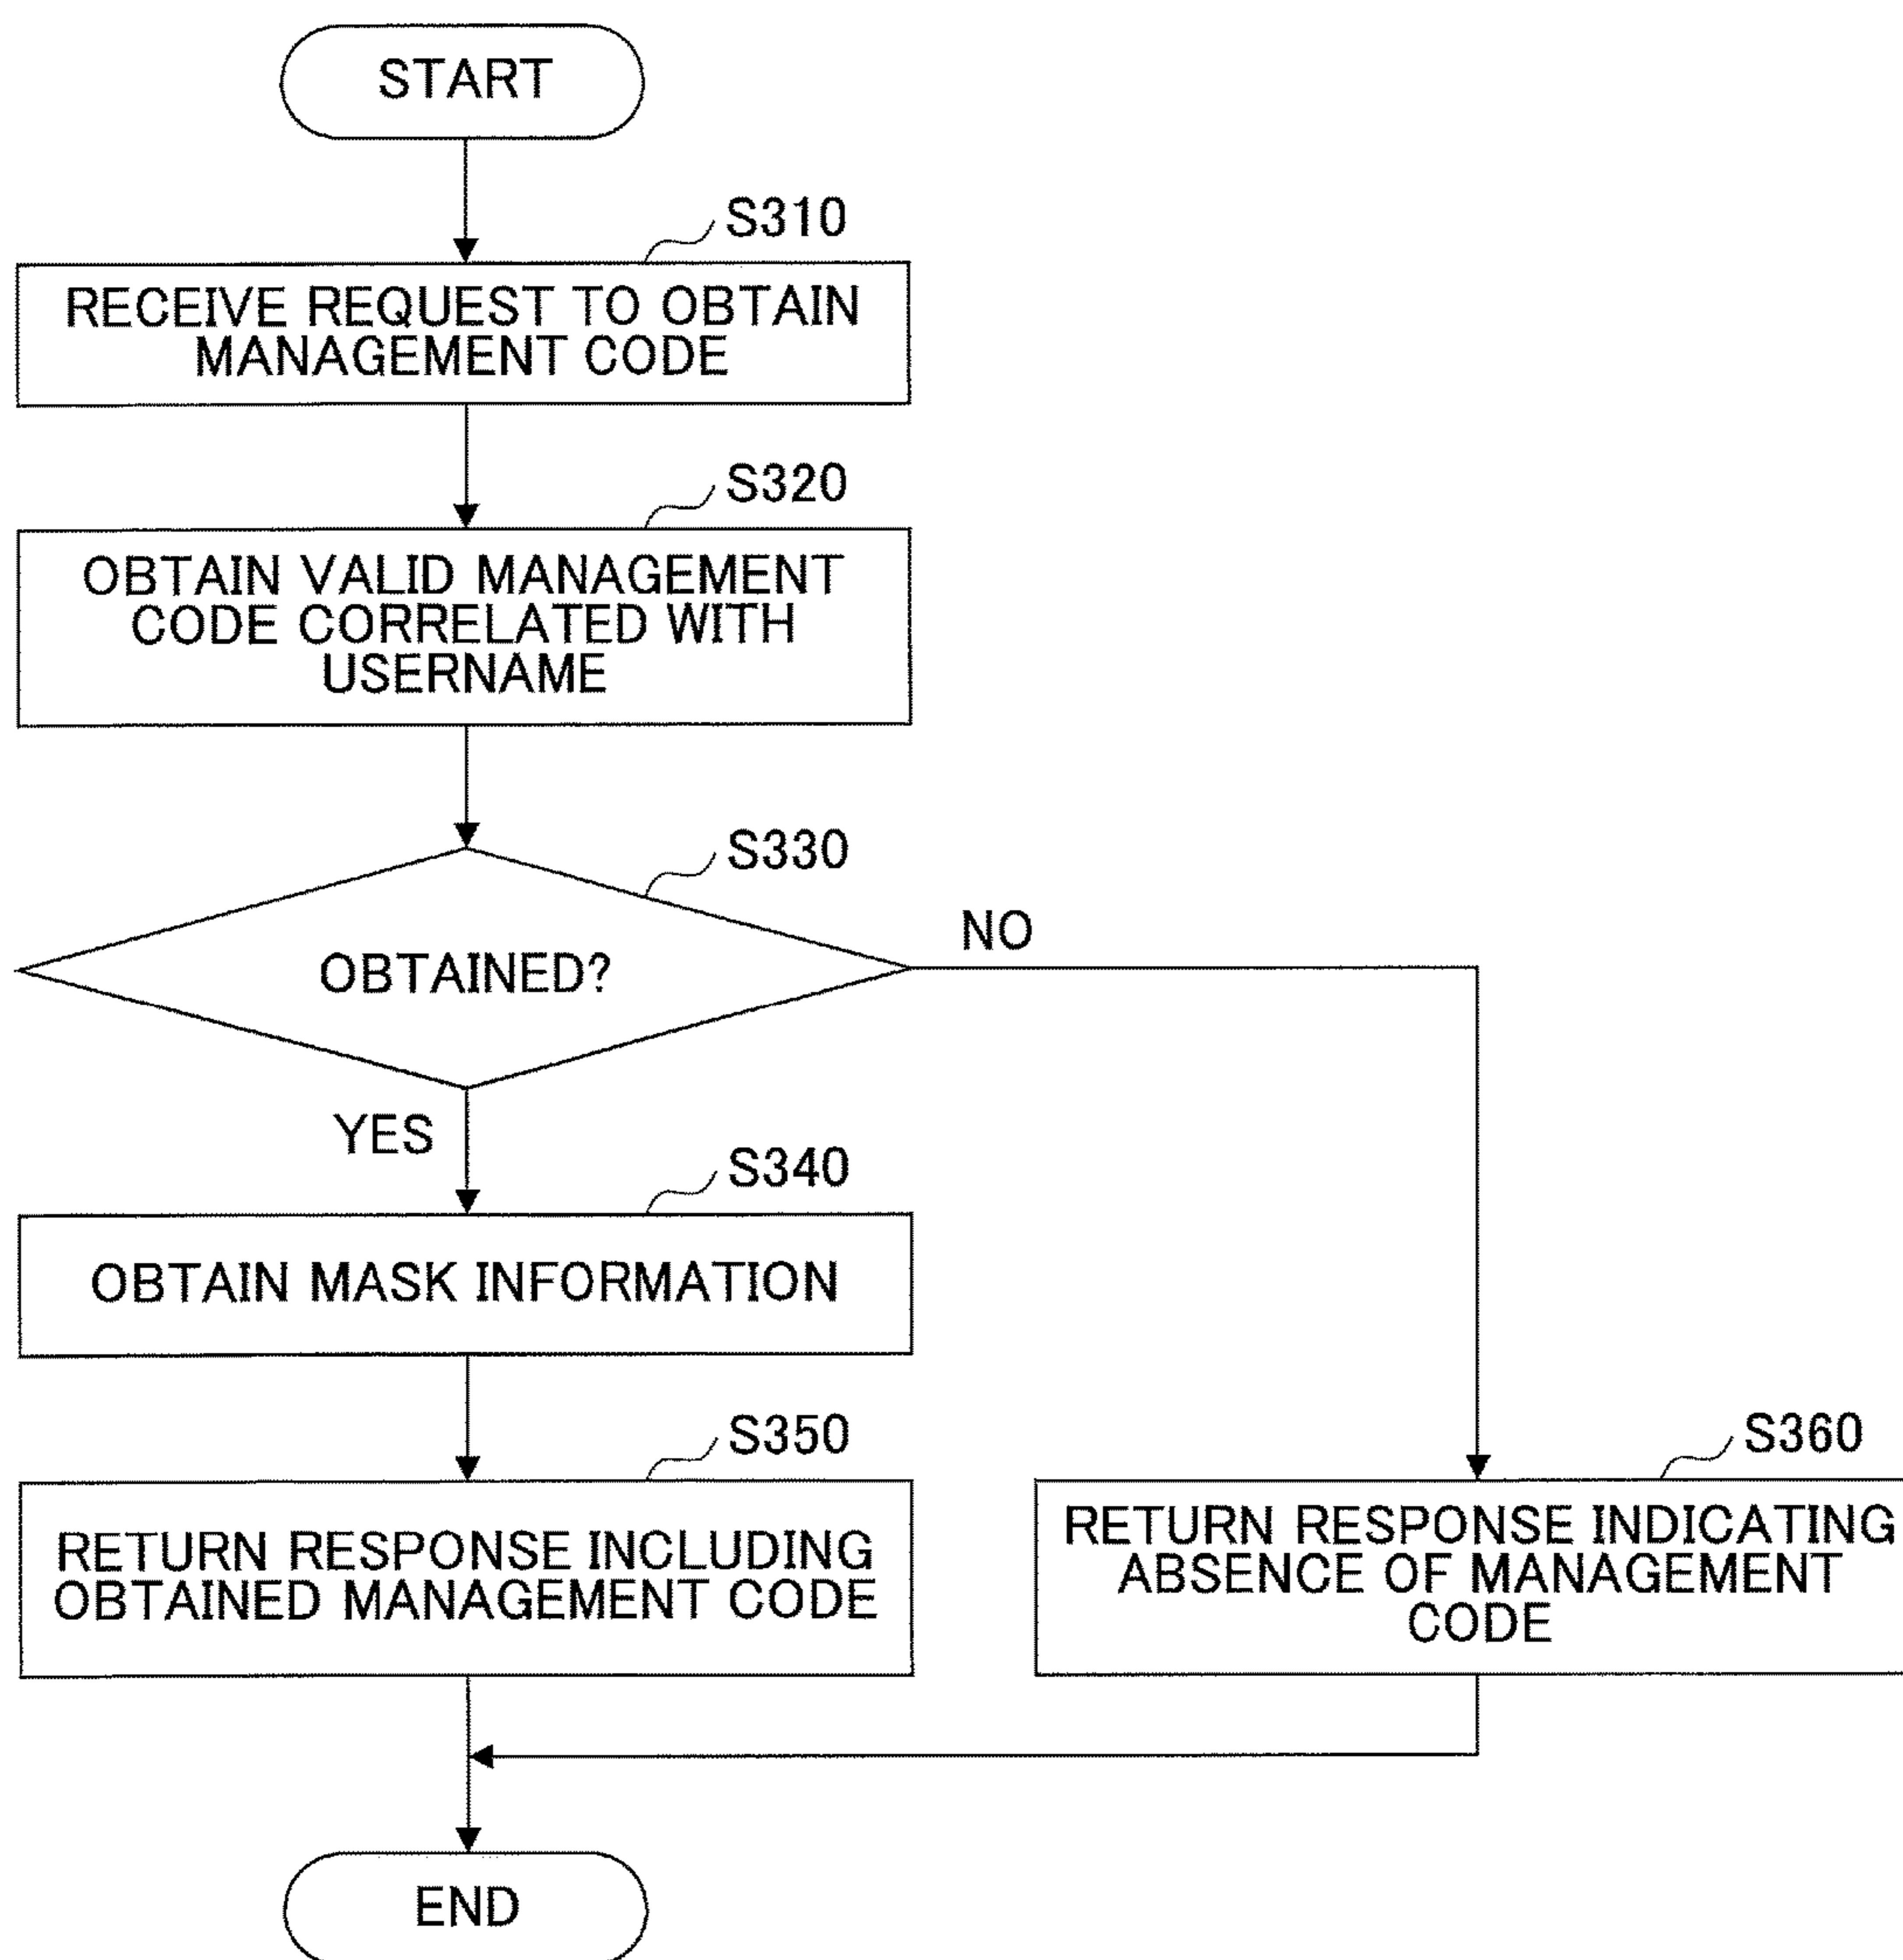 START
S310
RECEIVE REQUEST TO OBTAIN
MANAGEMENT CODE
S320
OBTAIN VALID MANAGEMENT
CODE CORRELATED WITH
USERNAME
S330
OBTAINED?
NO
YES
S340
OBTAIN MASK INFORMATION
S350
RETURN RESPONSE INCLUDING
OBTAINED MANAGEMENT CODE
S360
RETURN RESPONSE INDICATING
ABSENCE OF MANAGEMENT
CODE
END